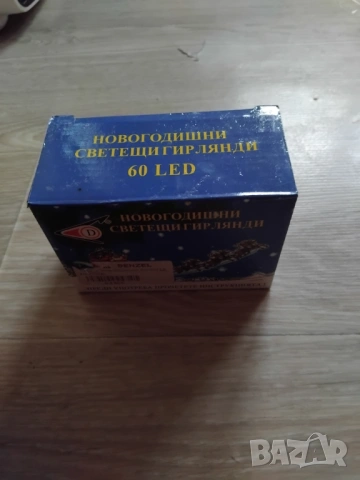 НОВОГОДИШНИ
СВЕТЕЩИ ГИРЛЯНДИ
60 LED
D
НОВОГОДИШНИ
СВЕТЕЩИ ГИРЛЯНДИ
BAZAR